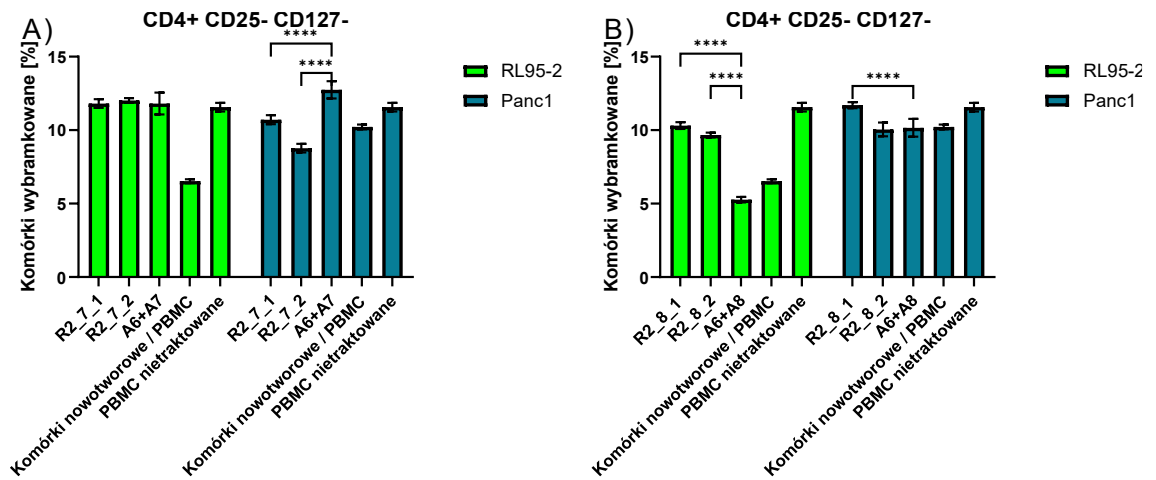 A)
CD4+ CD25- CD127-
****
****
Komórki wybramkowane [%]
15
10
5
0
R2_7_1
R2_7_2
A6+A7
Komórki nowotworowe / PBMC
PBMC nietraktowane
R2_7_1
R2_7_2
A6+A7
Komórki nowotworowe / PBMC
PBMC nietraktowane
RL95-2
Panc1
B)
CD4+ CD25- CD127-
****
****
****
Komórki wybramkowane [%]
15
10
5
0
R2_8_1
R2_8_2
A6+A8
Komórki nowotworowe / PBMC
PBMC nietraktowane
R2_8_1
R2_8_2
A6+A8
Komórki nowotworowe / PBMC
PBMC nietraktowane
RL95-2
Panc1